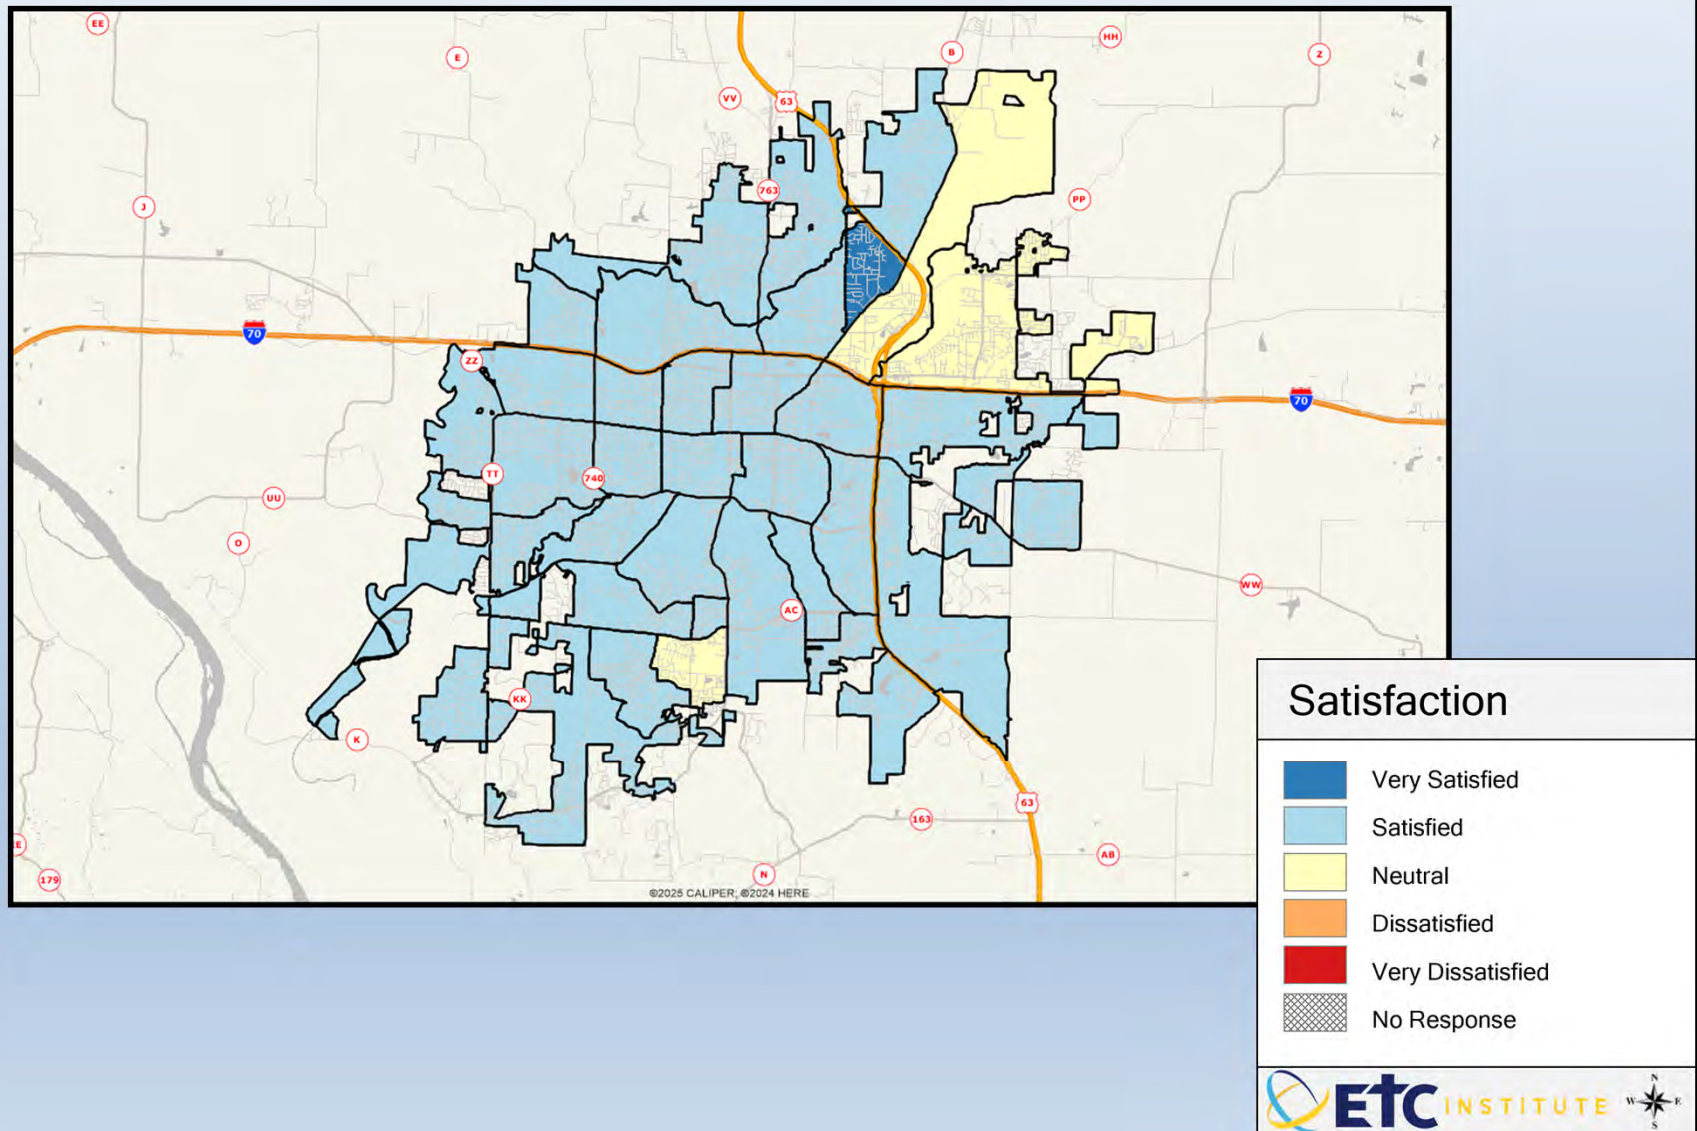 EE
E
B
HH
Z
VV
63
763
PP
J
70
ZZ
70
TT
740
UU
O
WW
AC
KK
K
63
163
E
AB
N
179
©2025 CALIPER; ©2024 HERE
Satisfaction
Very Satisfied
Satisfied
Neutral
Dissatisfied
Very Dissatisfied
No Response
ETC INSTITUTE
N
W E
S